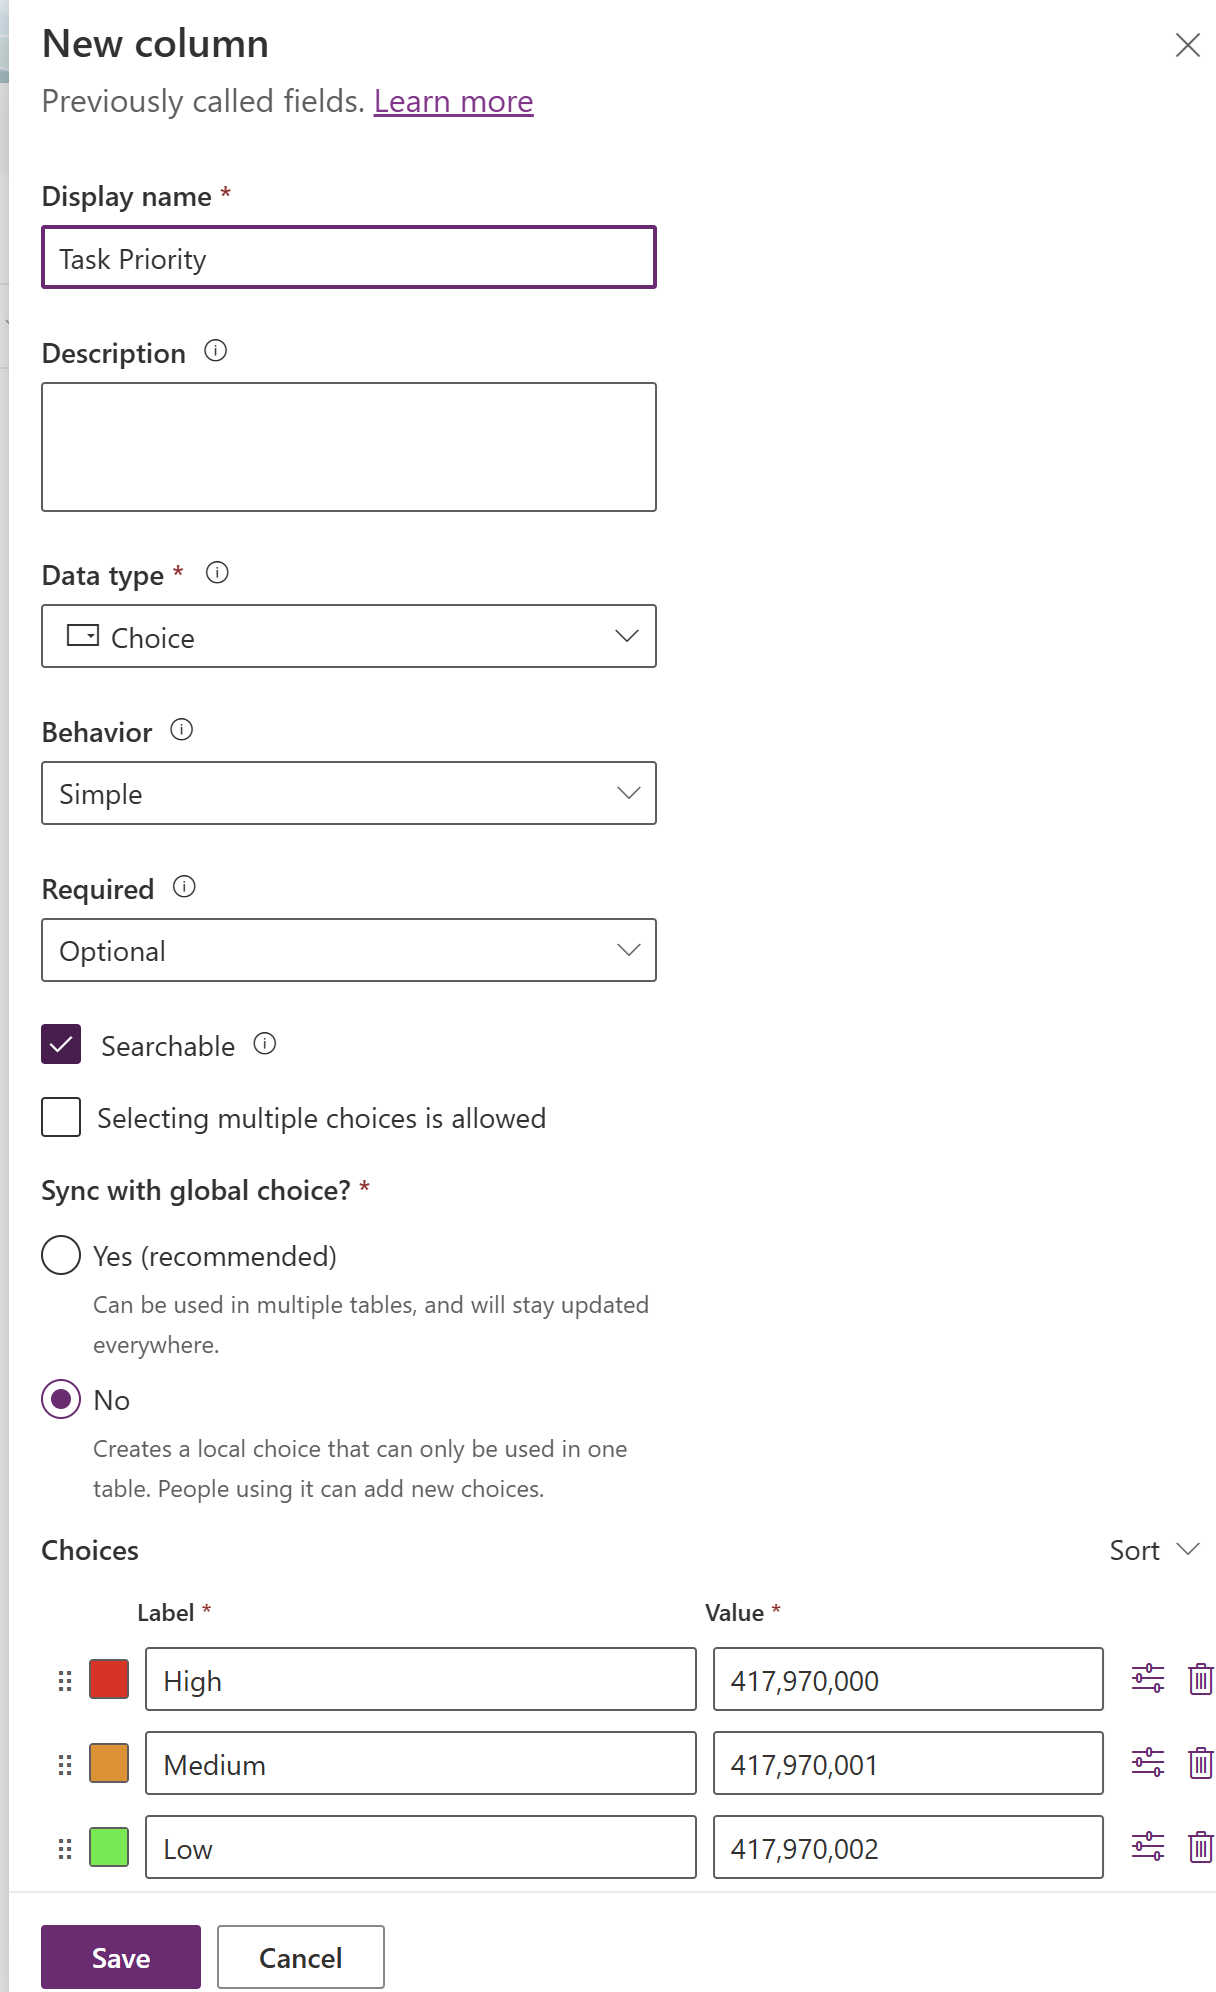 New column
Previously called fields. Learn more
Display name *
Task Priority
Description
Data type *
Choice
Behavior
Simple
Required
Optional
Searchable
Selecting multiple choices is allowed
Sync with global choice? *
Yes (recommended)
Can be used in multiple tables, and will stay updated
everywhere.
No
Creates a local choice that can only be used in one
table. People using it can add new choices.
Choices Sort
Label * Value *
High 417,970,000
Medium 417,970,001
Low 417,970,002
Save Cancel